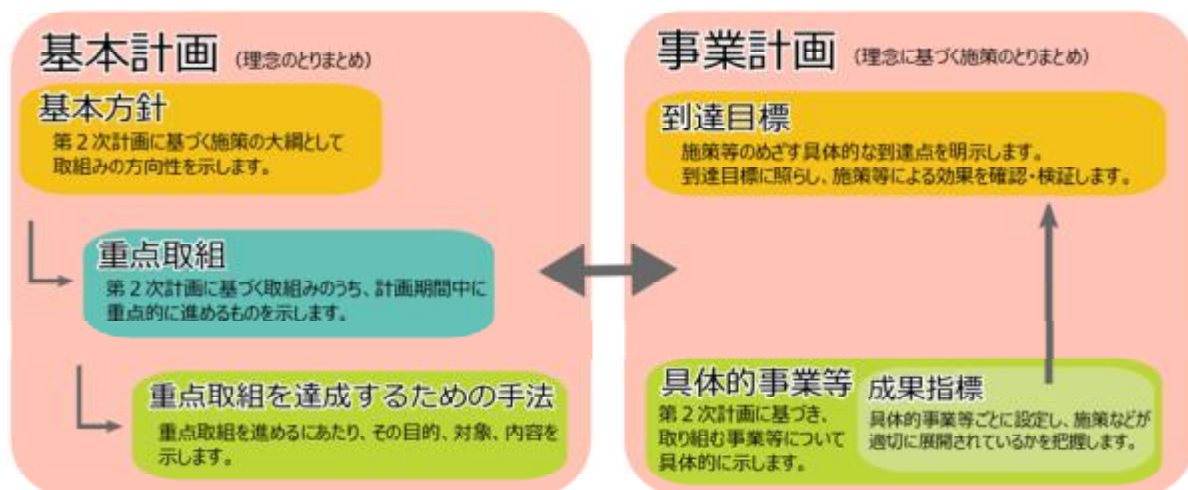 基本計画 (理念のとりまとめ)
基本方針
第2次計画に基づく施策の大綱として
取組みの方向性を示します。
重点取組
第2次計画に基づく取組みのうち、計画期間中に
重点的に進めるものを示します。
重点取組を達成するための手法
重点取組を進めるにあたり、その目的、対象、内容を
示します。
事業計画 (理念に基づく施策のとりまとめ)
到達目標
施策等のめざす具体的な到達点を明示します。
到達目標に照らし、施策等による効果を確認・検証します。
具体的事業等
第2次計画に基づき、
取り組む事業等について
具体的に示します。
成果指標
具体的事業等ごとに設定し、施策などが
適切に展開されているかを把握します。